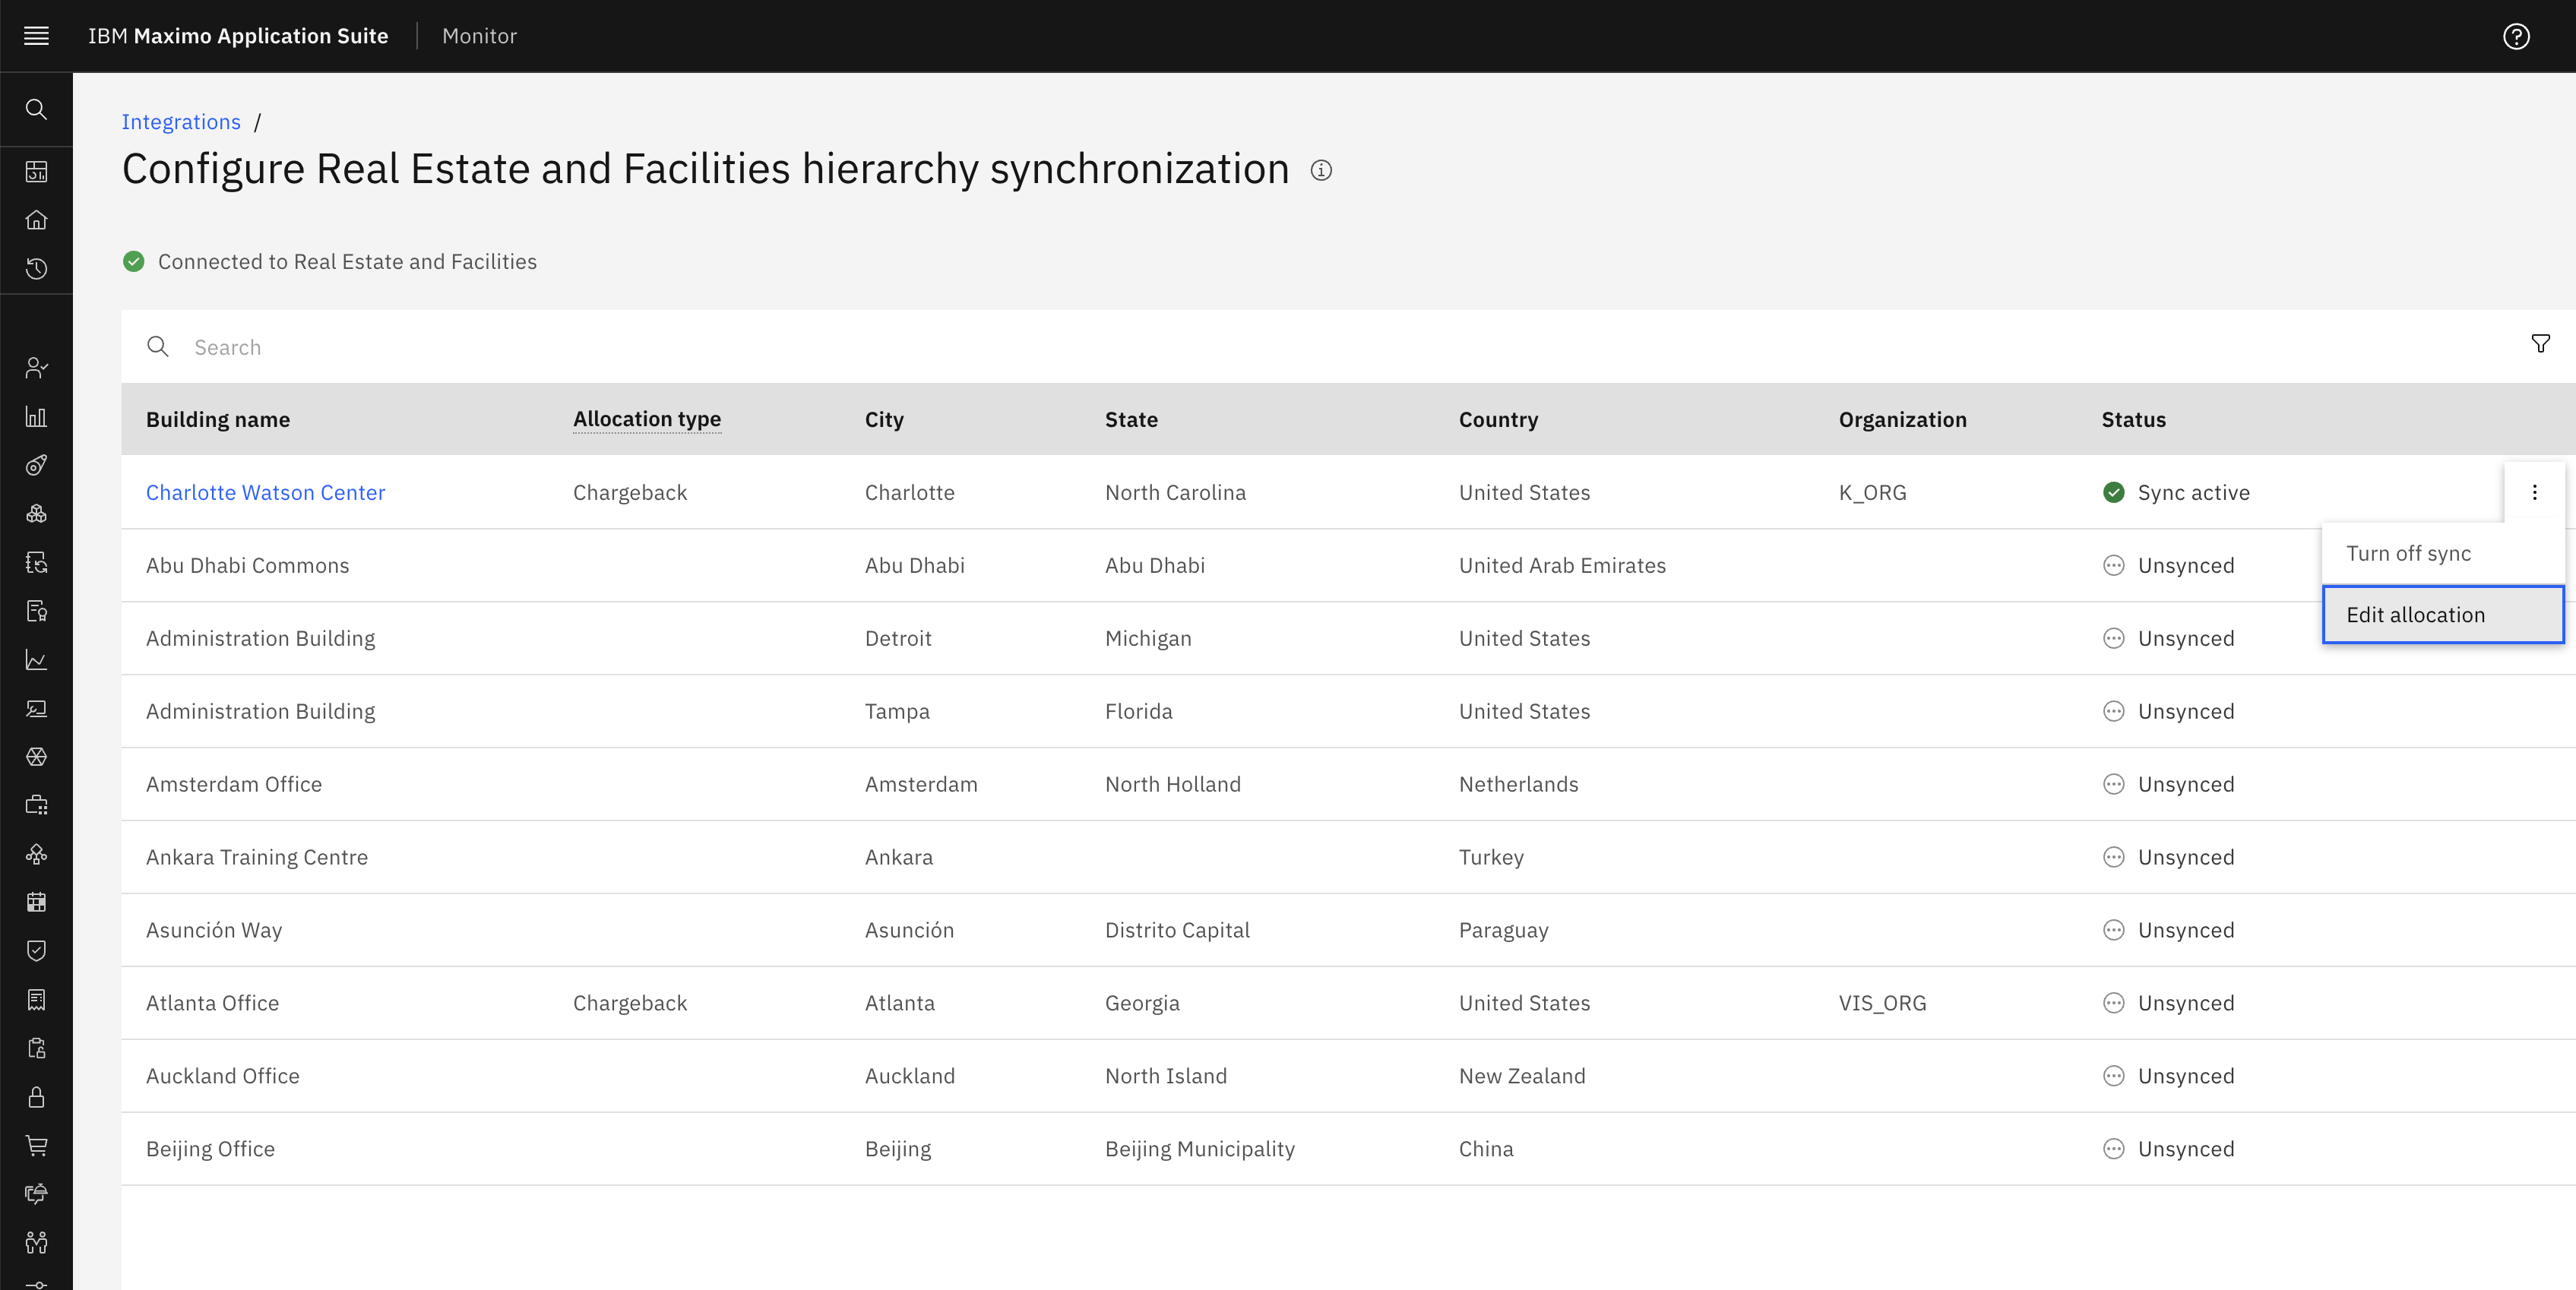 IBM Maximo Application Suite Monitor
Integrations /
Configure Real Estate and Facilities hierarchy synchronization
Connected to Real Estate and Facilities
Search
Building name Allocation type City State Country Organization Status
Charlotte Watson Center Chargeback Charlotte North Carolina United States K_ORG Sync active
Turn off sync
Edit allocation
Abu Dhabi Commons Abu Dhabi Abu Dhabi United Arab Emirates Unsynced
Administration Building Detroit Michigan United States Unsynced
Administration Building Tampa Florida United States Unsynced
Amsterdam Office Amsterdam North Holland Netherlands Unsynced
Ankara Training Centre Ankara Turkey Unsynced
Asunción Way Asunción Distrito Capital Paraguay Unsynced
Atlanta Office Chargeback Atlanta Georgia United States VIS_ORG Unsynced
Auckland Office Auckland North Island New Zealand Unsynced
Beijing Office Beijing Beijing Municipality China Unsynced